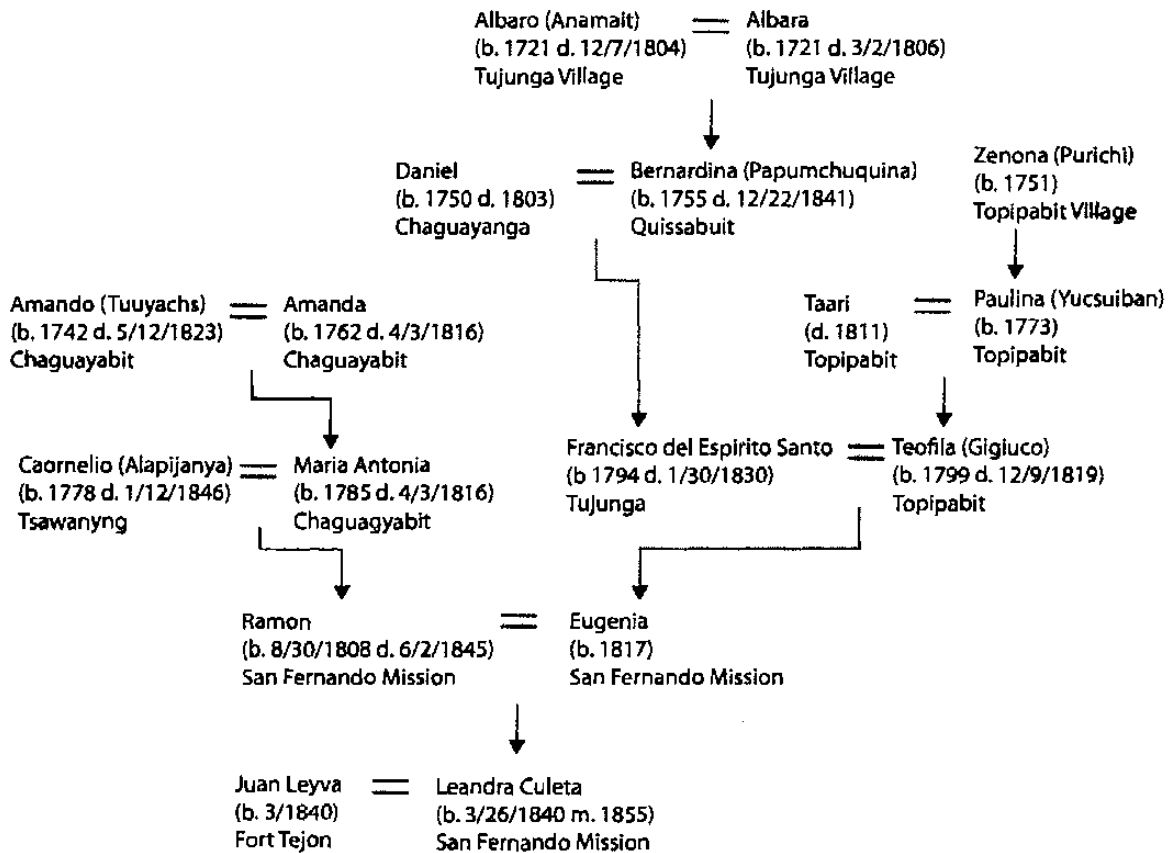 Albaro (Anamait)
(b. 1721 d. 12/7/1804)
Tujunga Village
Albara
(b. 1721 d. 3/2/1806)
Tujunga Village
Daniel
(b. 1750 d. 1803)
Chaguayanga
Bernardina (Papumchuquina)
(b. 1755 d. 12/22/1841)
Quissabuit
Zenona (Purichi)
(b. 1751)
Topipabit Village
Amando (Tuuyachs)
(b. 1742 d. 5/12/1823)
Chaguayabit
Amanda
(b. 1762 d. 4/3/1816)
Chaguayabit
Taari
(d. 1811)
Topipabit
Paulina (Yucsuiban)
(b. 1773)
Topipabit
Caornelio (Alapijanya)
(b. 1778 d. 1/12/1846)
Tsawanyng
Maria Antonia
(b. 1785 d. 4/3/1816)
Chaguagyabit
Francisco del Espirito Santo
(b 1794 d. 1/30/1830)
Tujunga
Teofila (Gigiuco)
(b. 1799 d. 12/9/1819)
Topipabit
Ramon
(b. 8/30/1808 d. 6/2/1845)
San Fernando Mission
Eugenia
(b. 1817)
San Fernando Mission
Juan Leyva
(b. 3/1840)
Fort Tejon
Leandra Culeta
(b. 3/26/1840 m. 1855)
San Fernando Mission